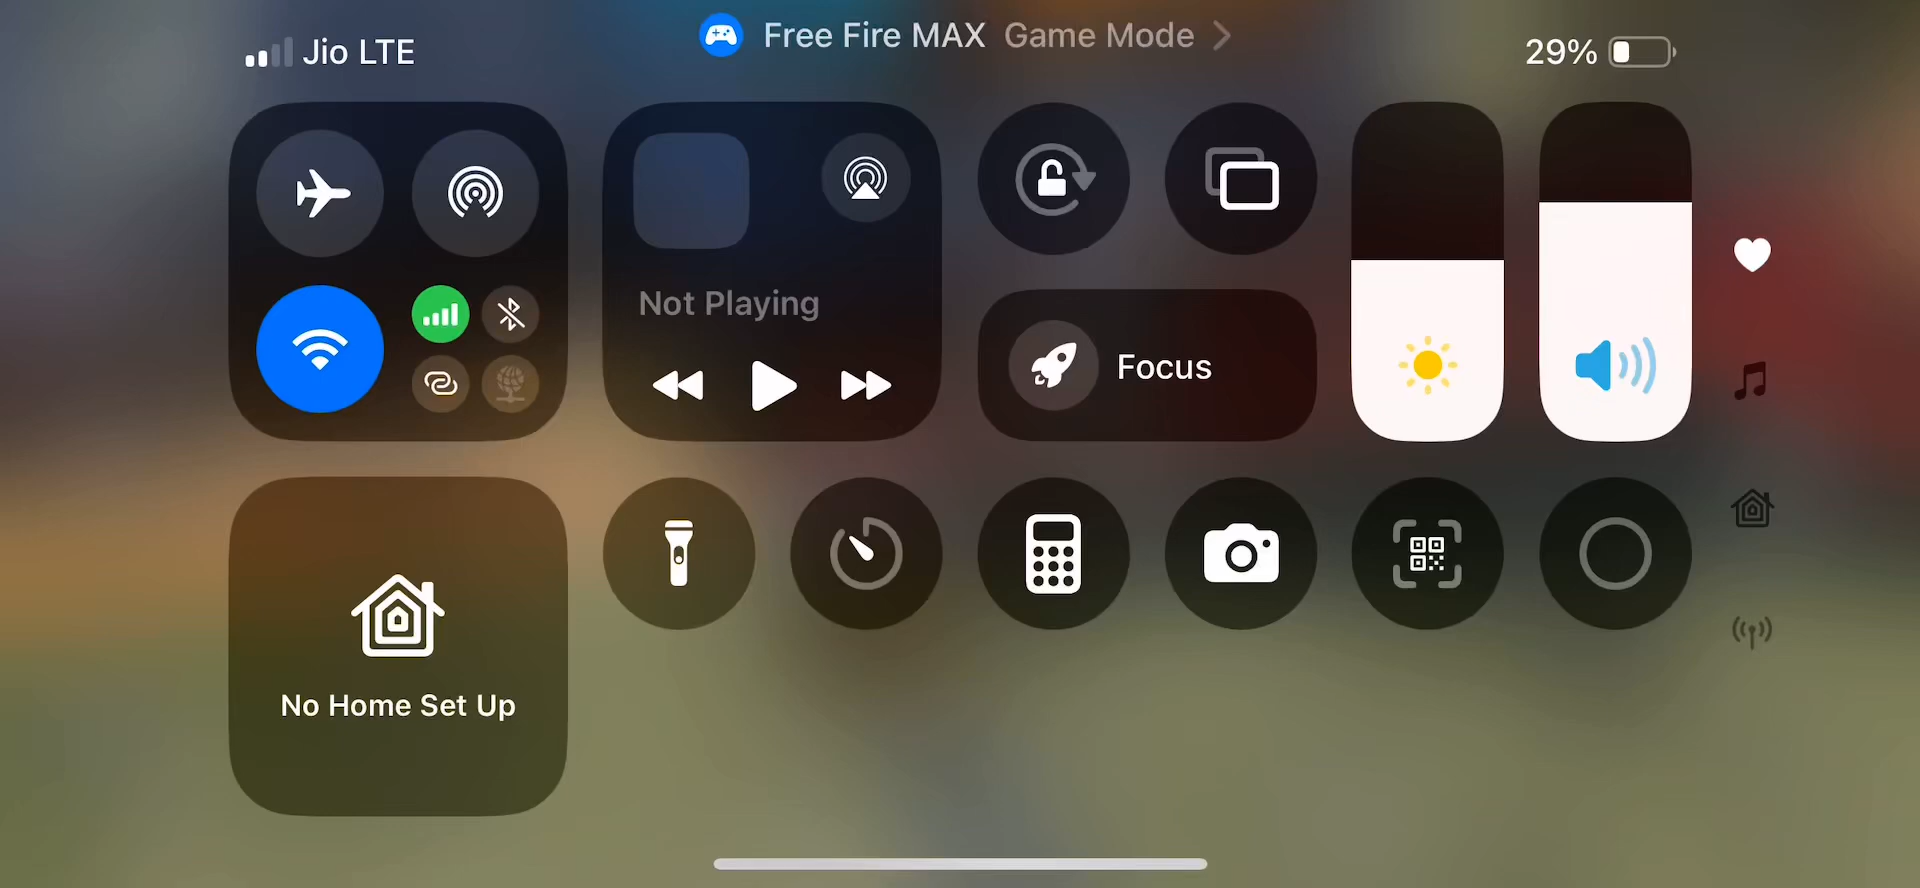 Jio LTE
Free Fire MAX Game Mode
29%
Not Playing
Focus
No Home Set Up